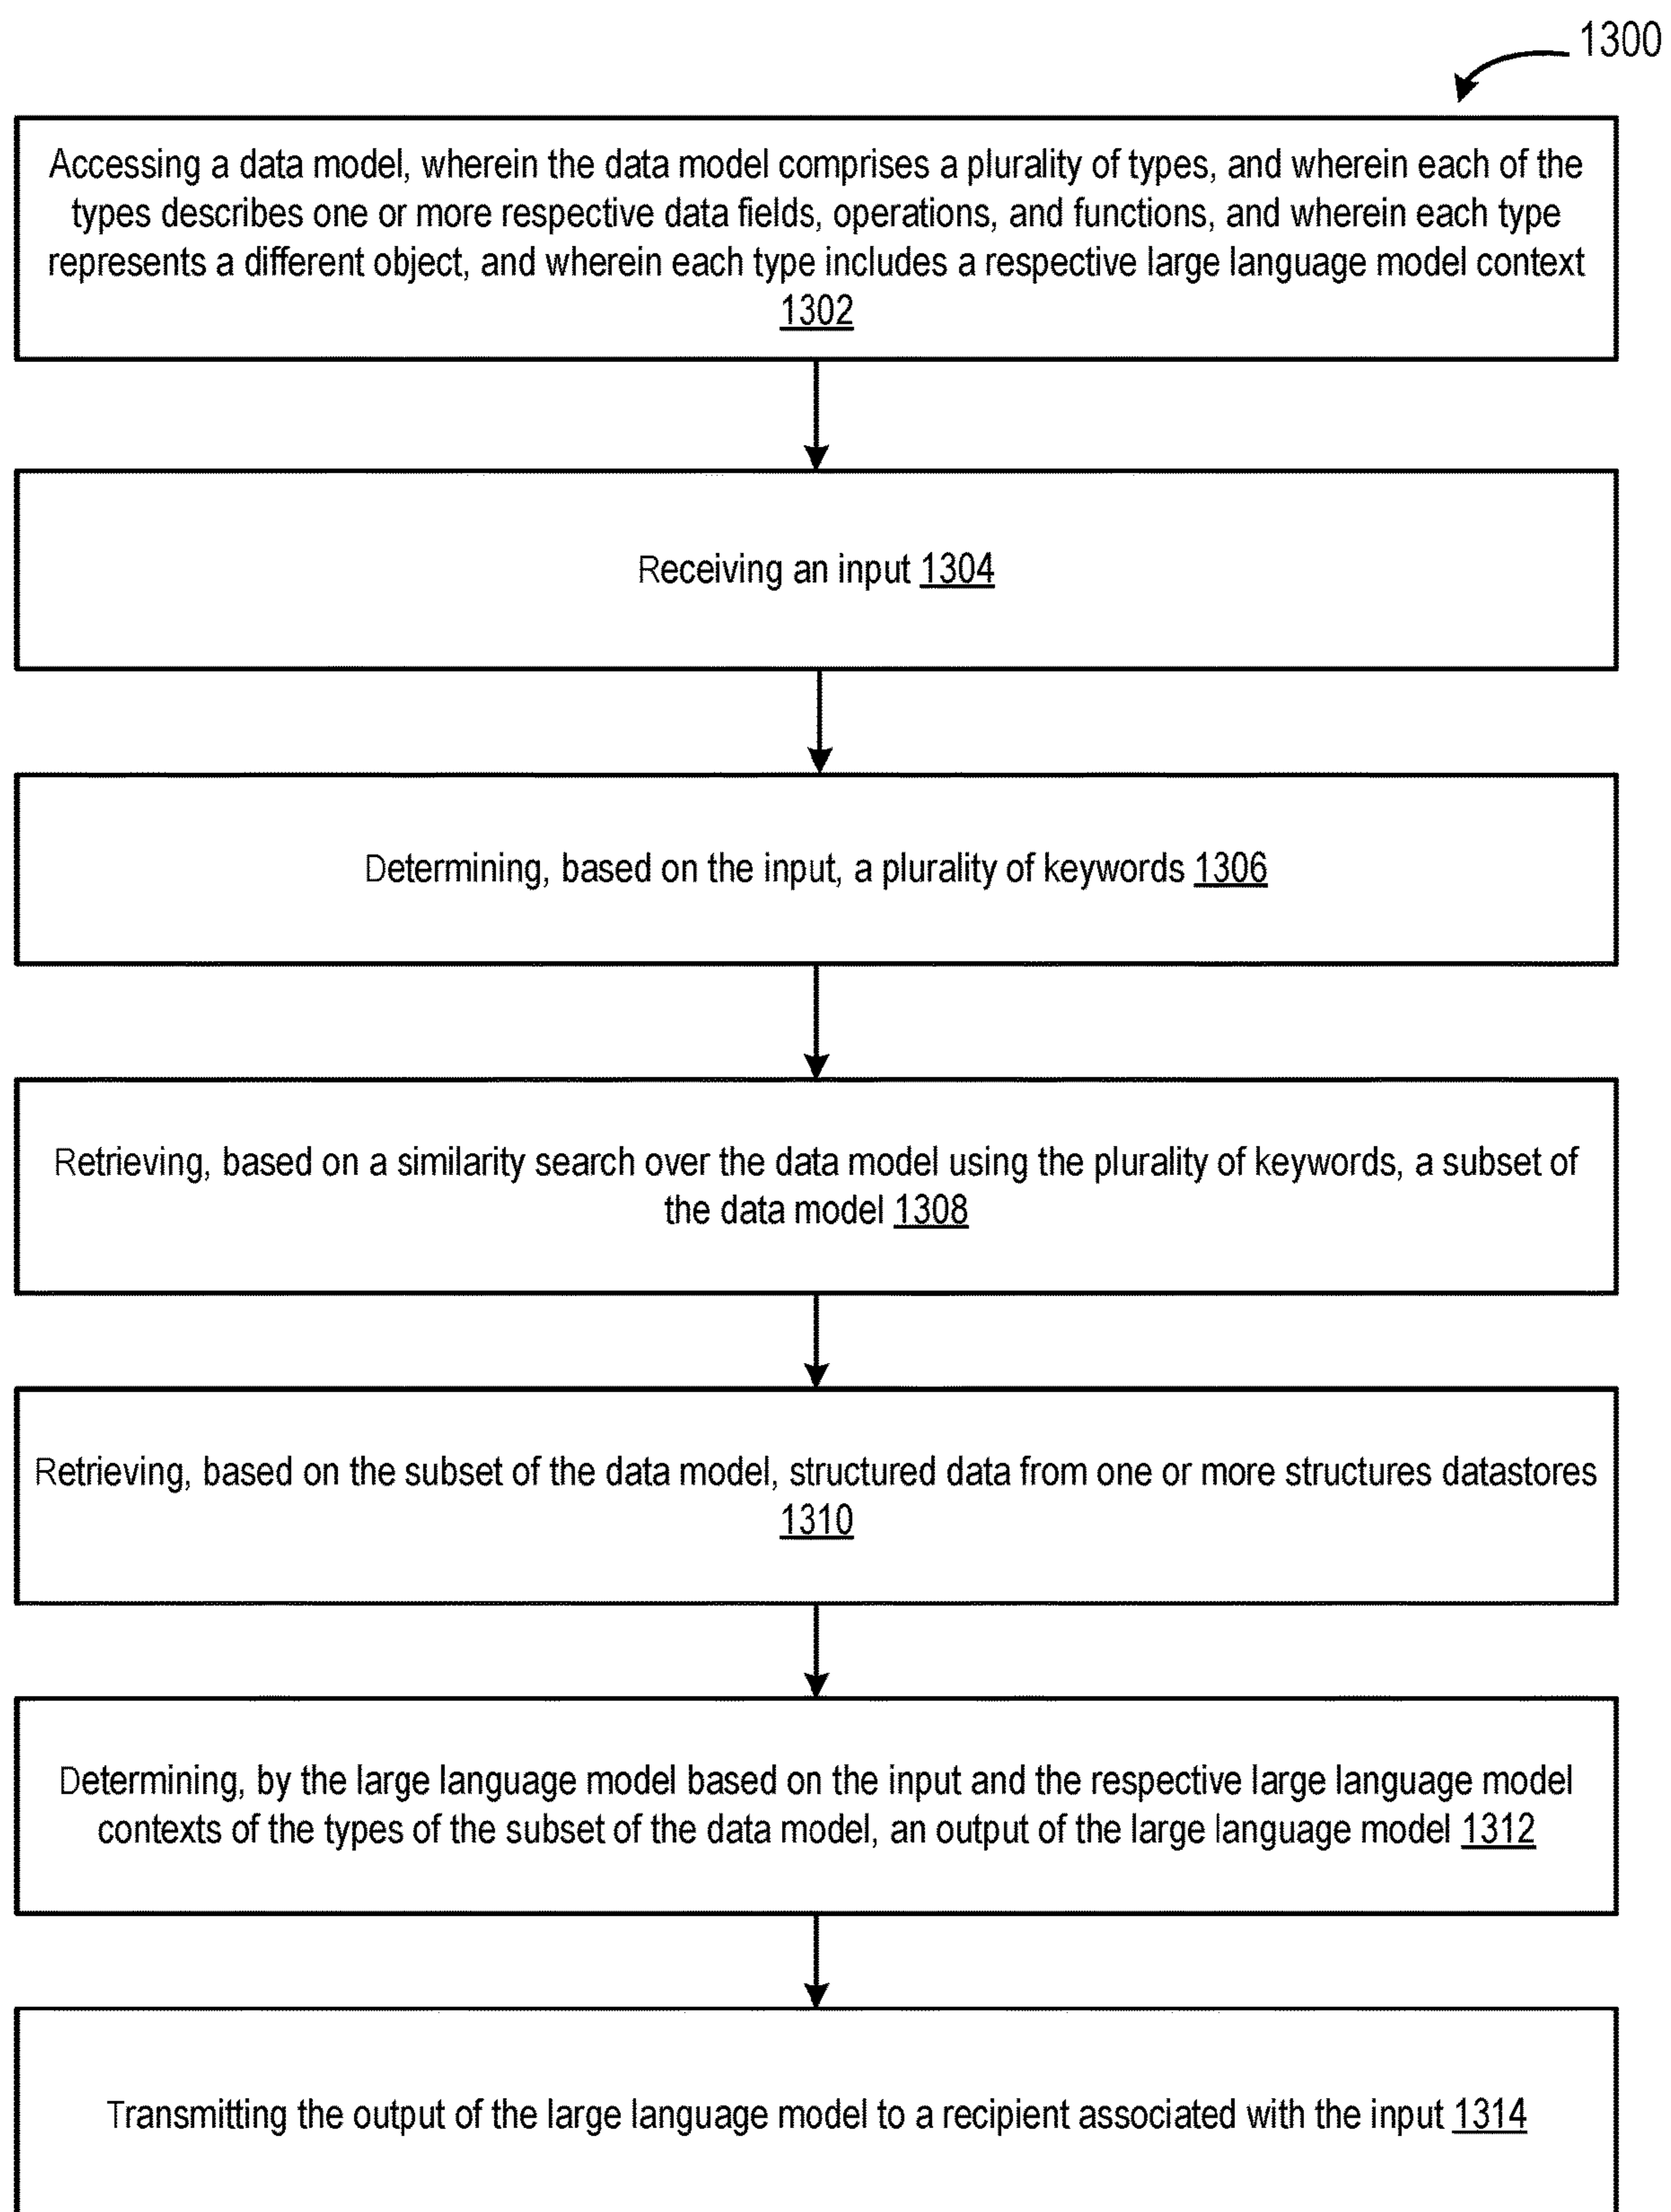 1300
Accessing a data model, wherein the data model comprises a plurality of types, and wherein each of the
types describes one or more respective data fields, operations, and functions, and wherein each type
represents a different object, and wherein each type includes a respective large language model context
1302
Receiving an input 1304
Determining, based on the input, a plurality of keywords 1306
Retrieving, based on a similarity search over the data model using the plurality of keywords, a subset of
the data model 1308
Retrieving, based on the subset of the data model, structured data from one or more structures datastores
1310
Determining, by the large language model based on the input and the respective large language model
contexts of the types of the subset of the data model, an output of the large language model 1312
Transmitting the output of the large language model to a recipient associated with the input 1314